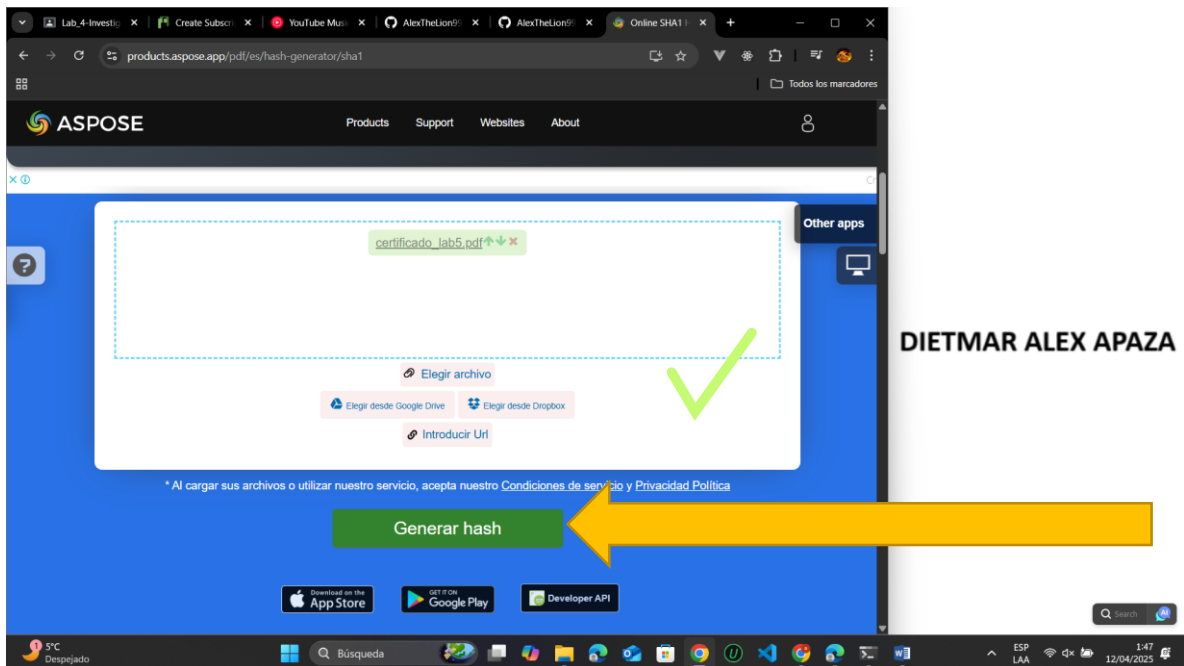 Lab_4-Investig
Create Subscri
YouTube Musi
AlexTheLion99
AlexTheLion99
Online SHA1 H
products.aspose.app/pdf/es/hash-generator/sha1
Todos los marcadores
ASPOSE
Products
Support
Websites
About
Other apps
certificado_lab5.pdf
Elegir archivo
Elegir desde Google Drive
Elegir desde Dropbox
Introducir Url
DIETMAR ALEX APAZA
* Al cargar sus archivos o utilizar nuestro servicio, acepta nuestro Condiciones de servicio y Privacidad Política
Generar hash
Download on the
App Store
GET IT ON
Google Play
Developer API
Search
AI
1
5°C
Despejado
Búsqueda
ESP
LAA
1:47
12/04/2025